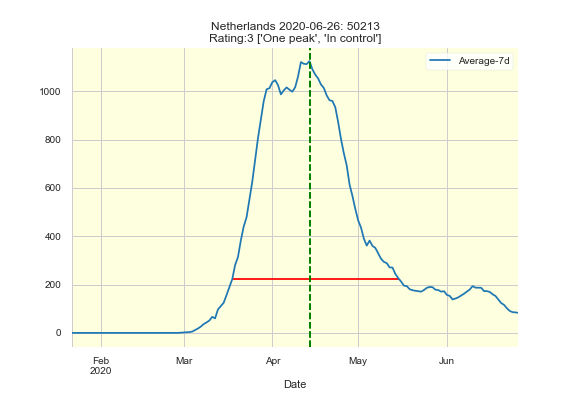 Netherlands 2020-06-26: 50213
Rating:3 ['One peak', 'In control']
Average-7d
1000
800
600
400
200
0
Feb Mar Apr May Jun
2020
Date